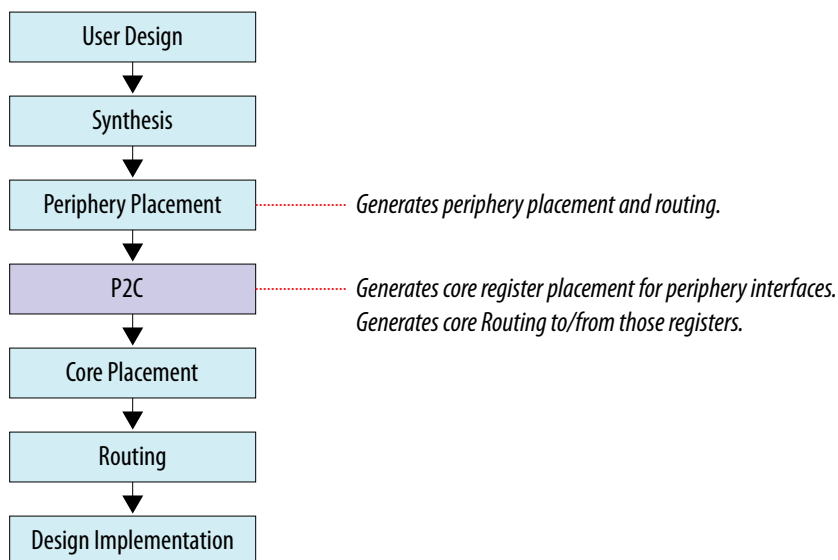 User Design
Synthesis
Periphery Placement
Generates periphery placement and routing.
P2C
Generates core register placement for periphery interfaces.
Generates core Routing to/from those registers.
Core Placement
Routing
Design Implementation